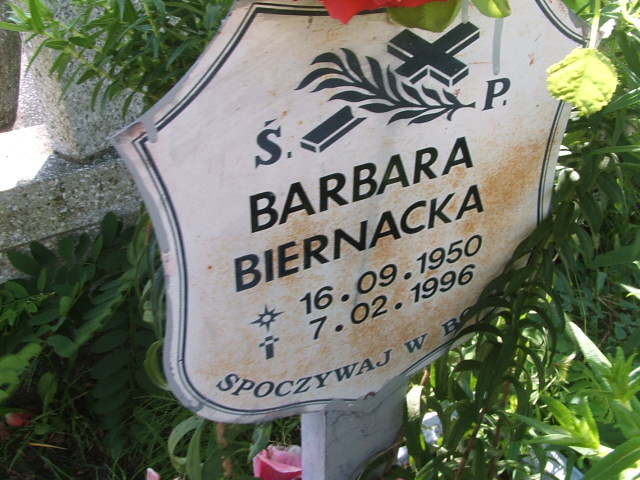 Ś. P.
BARBARA
BIERNACKA
16.09.1950
7.02.1996
SPOCZYWAJ W